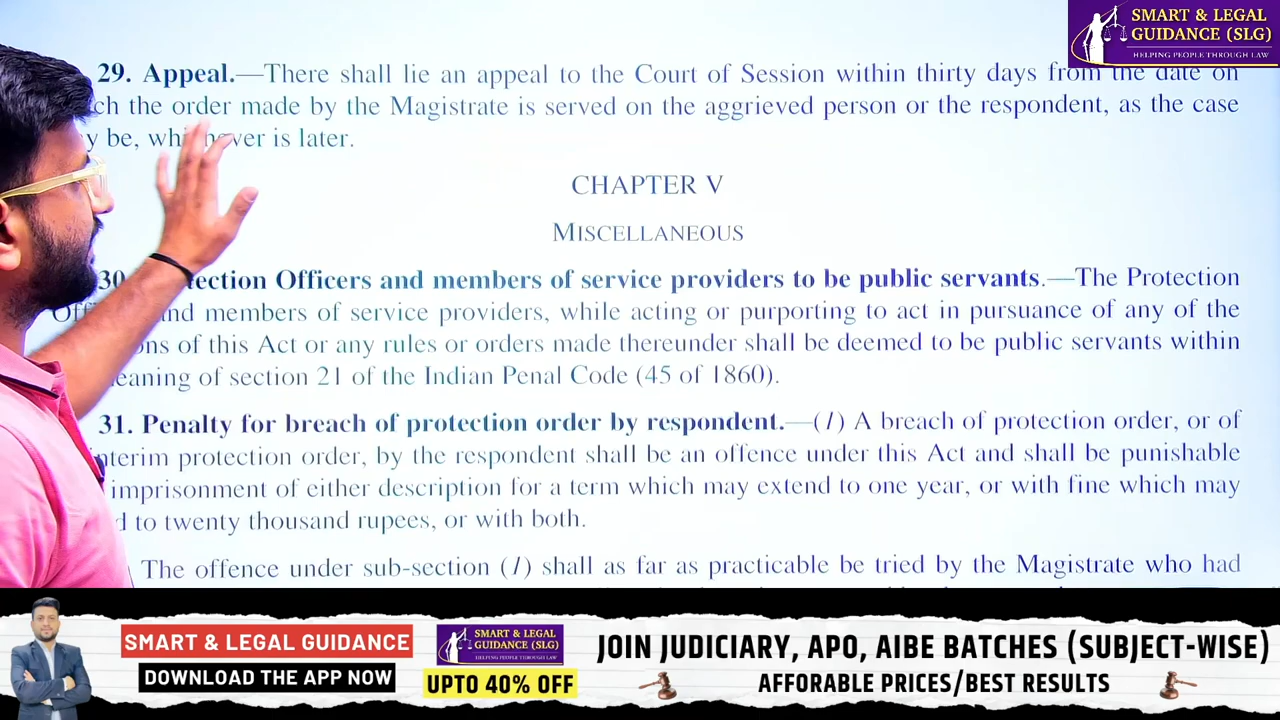 SMART & LEGAL
GUIDANCE (SLG)
HELPING PEOPLE THROUGH LAW
29. Appeal.—There shall lie an appeal to the Court of Session within thirty days from the date on
the order made by the Magistrate is served on the aggrieved person or the respondent, as the case
be, whichever is later.
CHAPTER V
MISCELLANEOUS
30. Officers and members of service providers to be public servants.—The Protection
and members of service providers, while acting or purporting to act in pursuance of any of the
of this Act or any rules or orders made thereunder shall be deemed to be public servants within
of section 21 of the Indian Penal Code (45 of 1860).
31. Penalty for breach of protection order by respondent.—(1) A breach of protection order, or of
interim protection order, by the respondent shall be an offence under this Act and shall be punishable
imprisonment of either description for a term which may extend to one year, or with fine which may
to twenty thousand rupees, or with both.
The offence under sub-section (1) shall as far as practicable be tried by the Magistrate who had
SMART & LEGAL GUIDANCE
DOWNLOAD THE APP NOW
SMART & LEGAL
GUIDANCE (SLG)
HELPING PEOPLE THROUGH LAW
UPTO 40% OFF
JOIN JUDICIARY, APO, AIBE BATCHES (SUBJECT-WISE)
AFFORABLE PRICES/BEST RESULTS